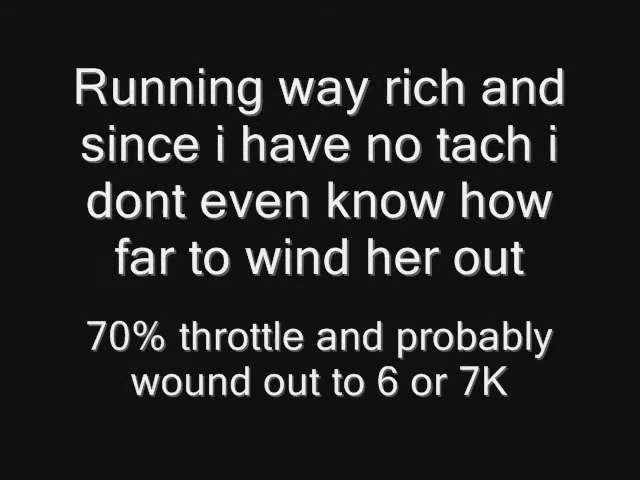 Running way rich and
since i have no tach i
dont even know how
far to wind her out
70% throttle and probably
wound out to 6 or 7K